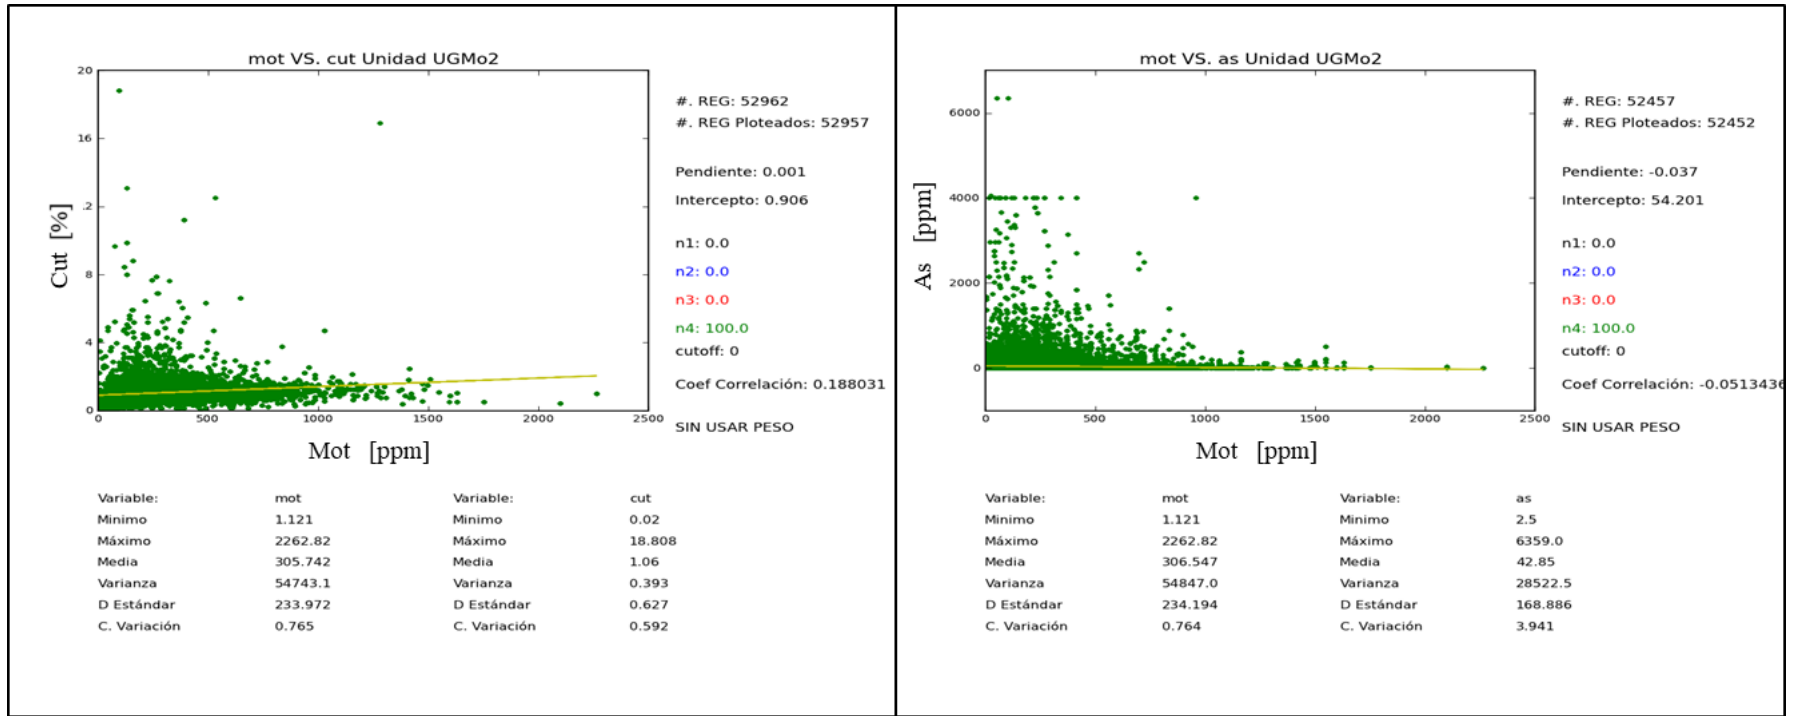 mot VS. cut Unidad UGMo2
20
16
.2
8
4
0
0 500 1000 1500 2000 2500
Cut [%]
Mot [ppm]
#. REG: 52962
#. REG Ploteados: 52957
Pendiente: 0.001
Intercepto: 0.906
n1: 0.0
n2: 0.0
n3: 0.0
n4: 100.0
cutoff: 0
Coef Correlación: 0.188031
SIN USAR PESO
Variable: mot Variable: cut
Minimo 1.121 Minimo 0.02
Máximo 2262.82 Máximo 18.808
Media 305.742 Media 1.06
Varianza 54743.1 Varianza 0.393
D Estándar 233.972 D Estándar 0.627
C. Variación 0.765 C. Variación 0.592
mot VS. as Unidad UGMo2
6000
4000
2000
0
0 500 1000 1500 2000 2500
As [ppm]
Mot [ppm]
#. REG: 52457
#. REG Ploteados: 52452
Pendiente: -0.037
Intercepto: 54.201
n1: 0.0
n2: 0.0
n3: 0.0
n4: 100.0
cutoff: 0
Coef Correlación: -0.0513436
SIN USAR PESO
Variable: mot Variable: as
Minimo 1.121 Minimo 2.5
Máximo 2262.82 Máximo 6359.0
Media 306.547 Media 42.85
Varianza 54847.0 Varianza 28522.5
D Estándar 234.194 D Estándar 168.886
C. Variación 0.764 C. Variación 3.941